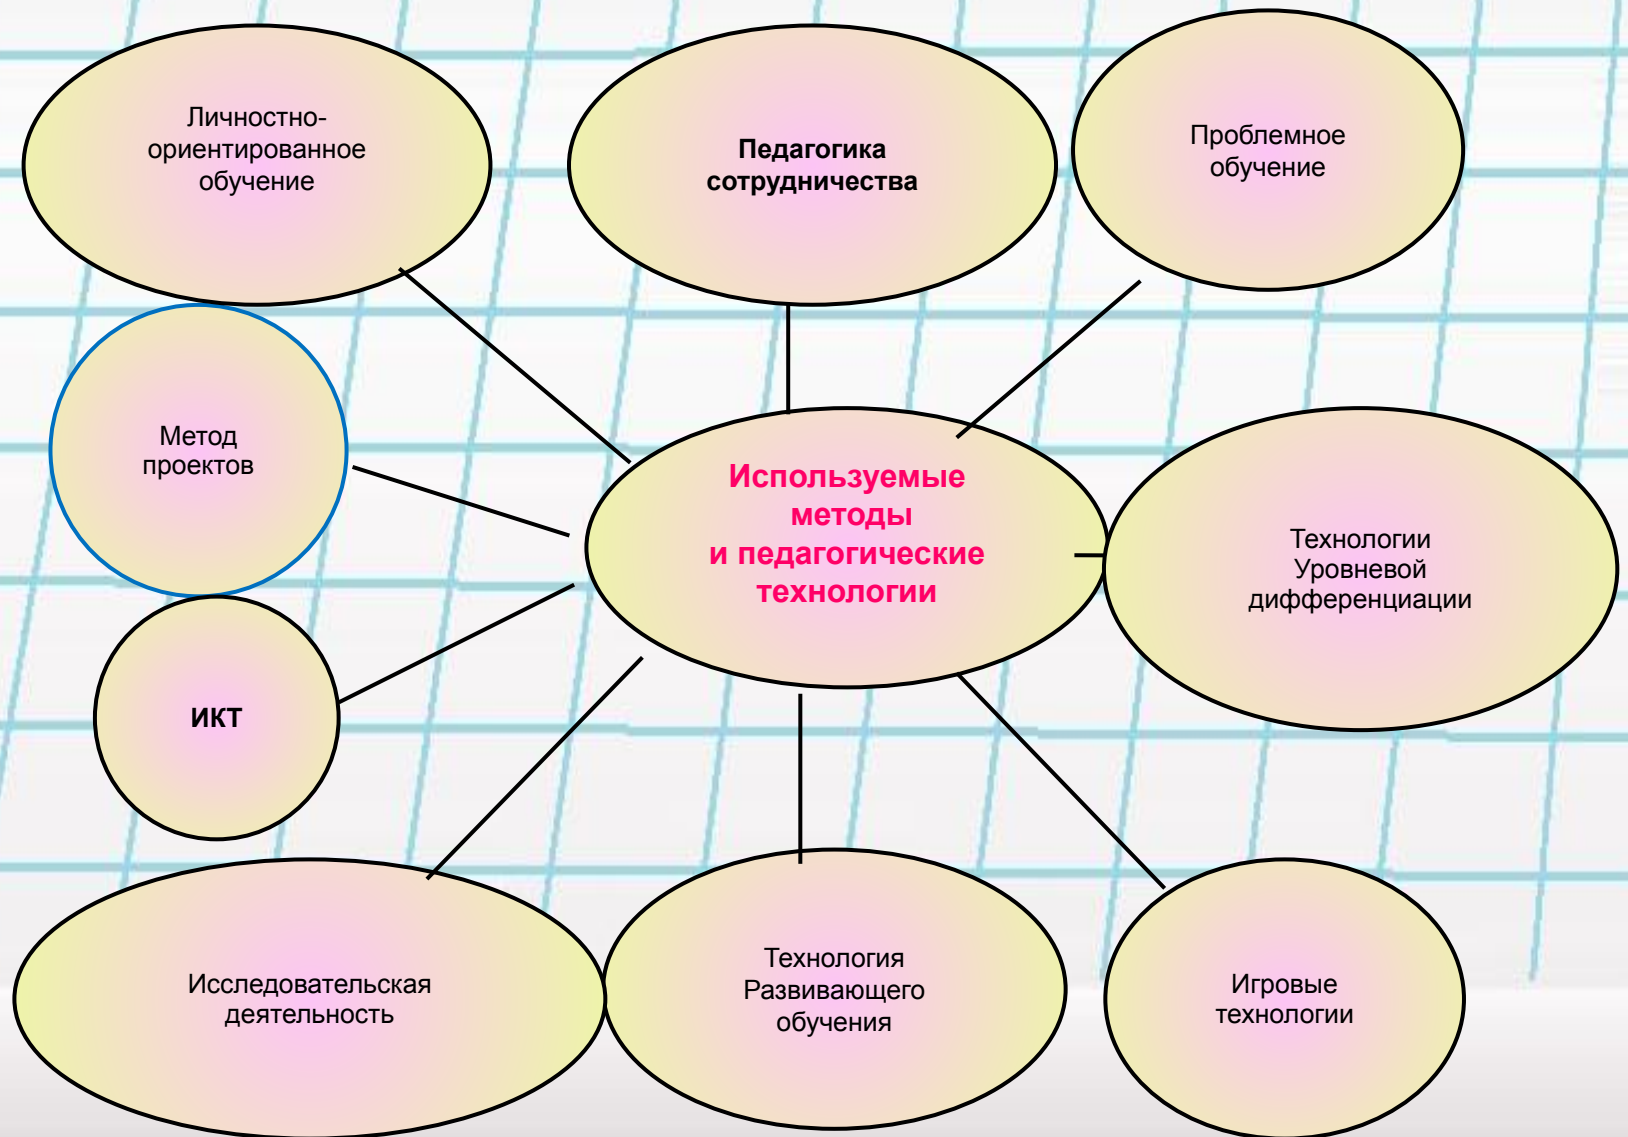 Личностно-
ориентированное
обучение
Педагогика
сотрудничества
Проблемное
обучение
Метод
проектов
Используемые
методы
и педагогические
технологии
Технологии
Уровневой
дифференциации
ИКТ
Исследовательская
деятельность
Технология
Развивающего
обучения
Игровые
технологии